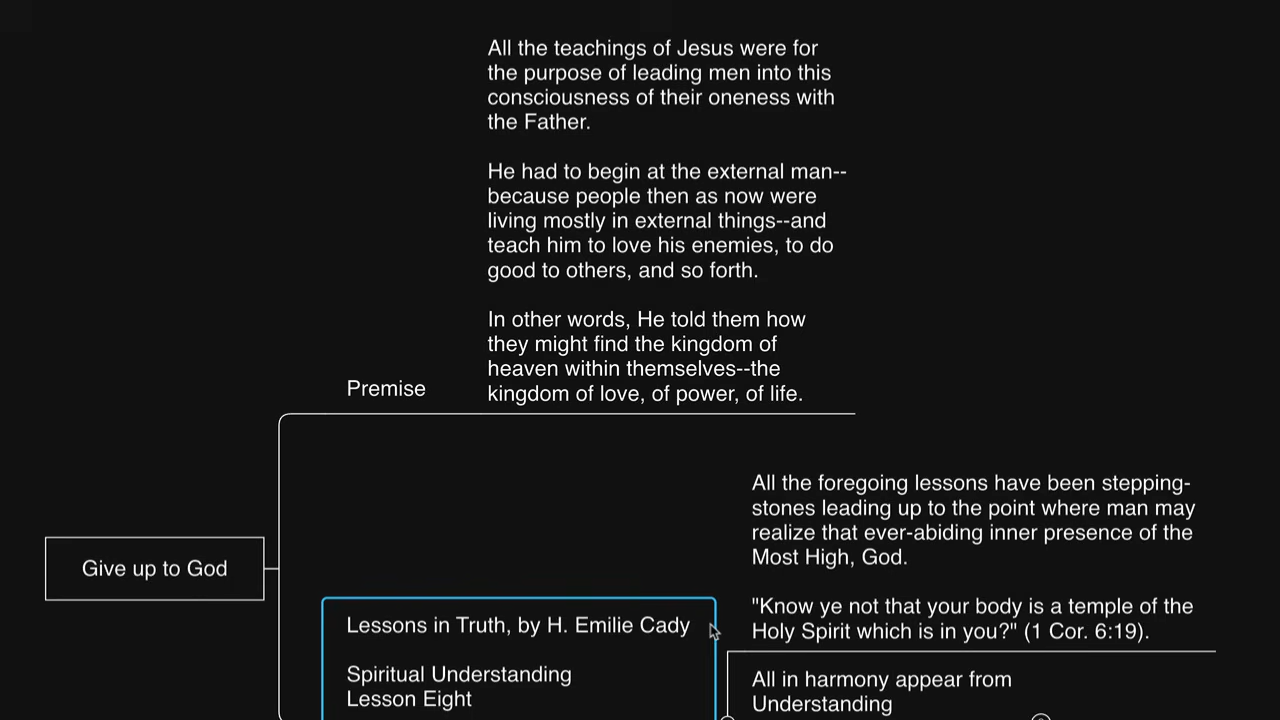 All the teachings of Jesus were for
the purpose of leading men into this
consciousness of their oneness with
the Father.
He had to begin at the external man--
because people then as now were
living mostly in external things--and
teach him to love his enemies, to do
good to others, and so forth.
In other words, He told them how
they might find the kingdom of
heaven within themselves--the
kingdom of love, of power, of life.
Premise
All the foregoing lessons have been stepping-
stones leading up to the point where man may
realize that ever-abiding inner presence of the
Most High, God.
"Know ye not that your body is a temple of the
Holy Spirit which is in you?" (1 Cor. 6:19).
Give up to God
Lessons in Truth, by H. Emilie Cady
Spiritual Understanding
Lesson Eight
All in harmony appear from
Understanding